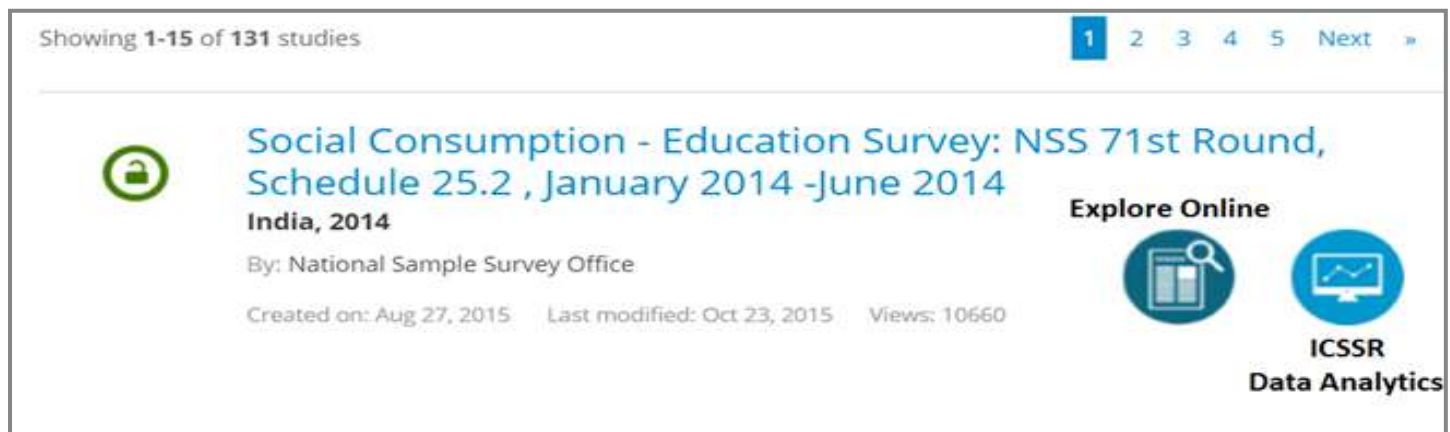 Showing 1-15 of 131 studies
1 2 3 4 5 Next »
Social Consumption - Education Survey: NSS 71st Round,
Schedule 25.2 , January 2014 -June 2014
India, 2014
By: National Sample Survey Office
Created on: Aug 27, 2015 Last modified: Oct 23, 2015 Views: 10660
Explore Online
ICSSR
Data Analytics